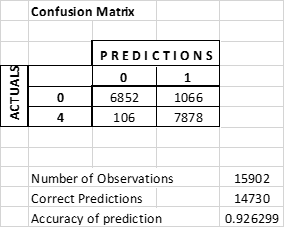 Confusion Matrix
PREDICTIONS
ACTUALS
0 1
0 6852 1066
4 106 7878
Number of Observations 15902
Correct Predictions 14730
Accuracy of prediction 0.926299